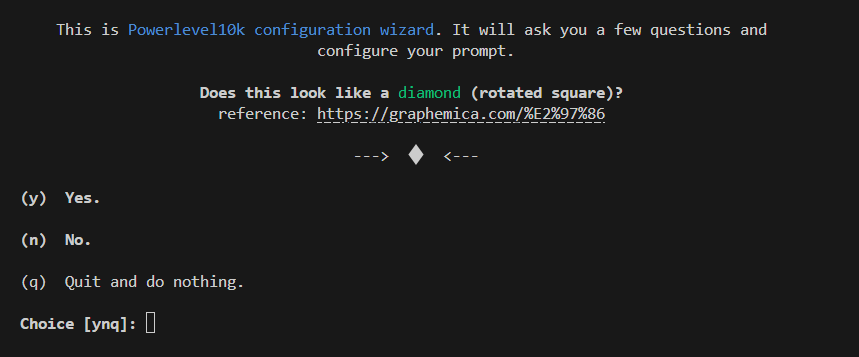 This is Powerlevel10k configuration wizard. It will ask you a few questions and
configure your prompt.
Does this look like a diamond (rotated square)?
reference: https://graphemica.com/%E2%97%86
--->  ◆  <---
(y)  Yes.
(n)  No.
(q)  Quit and do nothing.
Choice [ynq]: